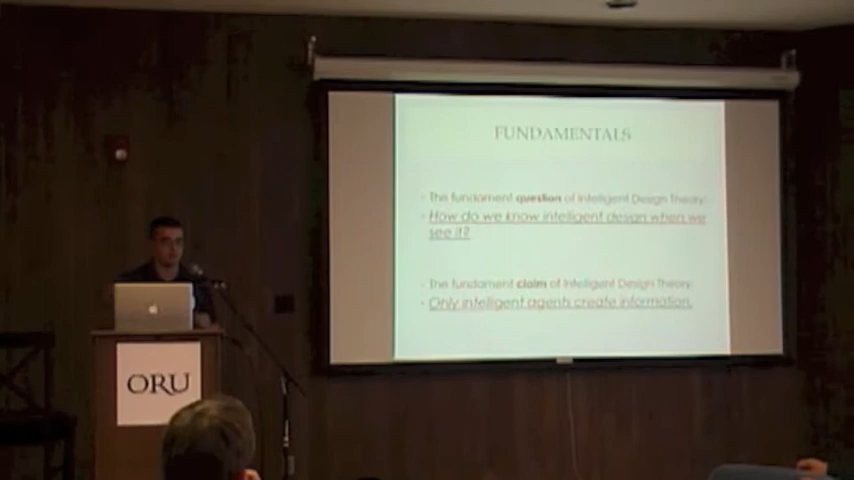 FUNDAMENTALS
The fundament question of Intelligent Design Theory:
How do we know intelligent design when we
see it?
The fundament claim of Intelligent Design Theory:
Only intelligent agents create information.
ORU